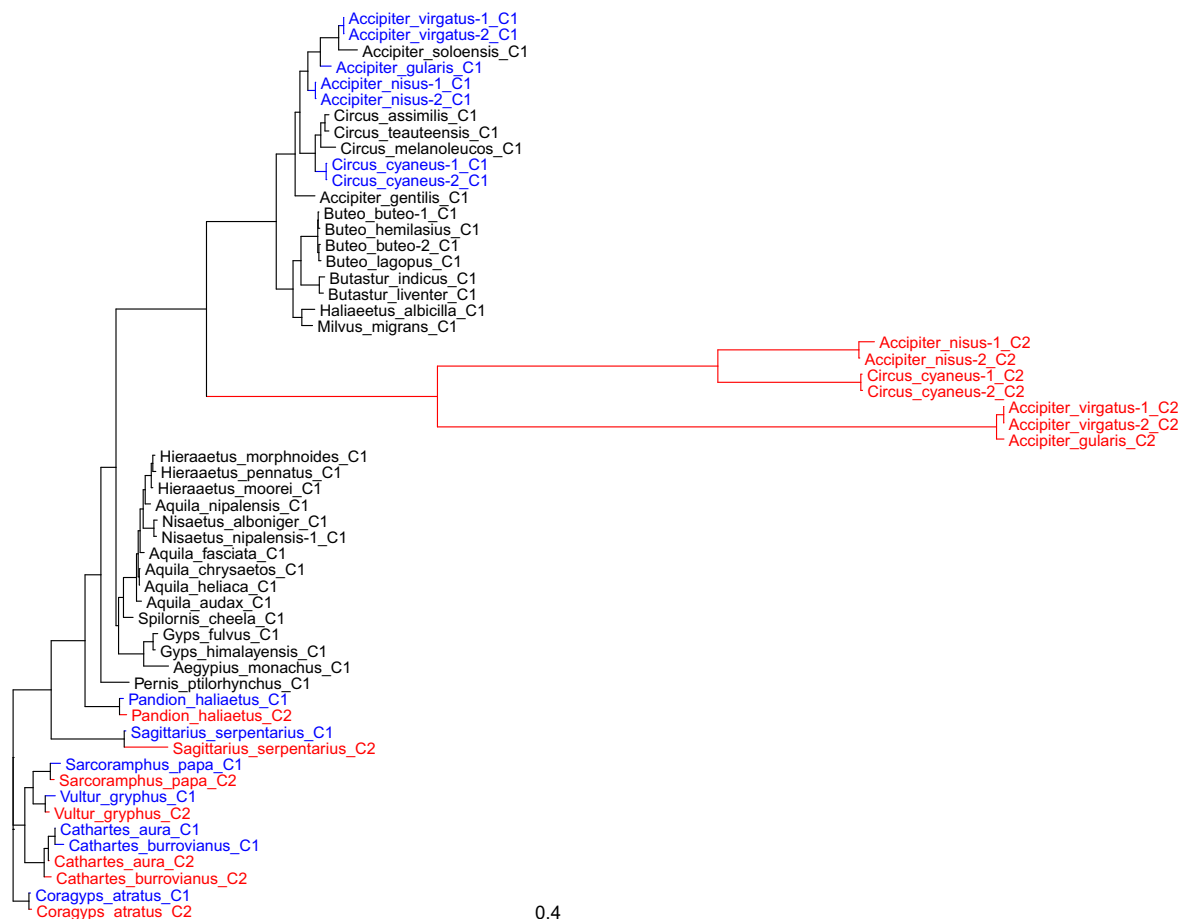 Accipiter_virgatus-1_C1
Accipiter_virgatus-2_C1
Accipiter_soloensis_C1
Accipiter_gularis_C1
Accipiter_nisus-1_C1
Accipiter_nisus-2_C1
Circus_assimilis_C1
Circus_teauteensis_C1
Circus_melanoleucos_C1
Circus_cyaneus-1_C1
Circus_cyaneus-2_C1
Accipiter_gentilis_C1
Buteo_buteo-1_C1
Buteo_hemilasius_C1
Buteo_buteo-2_C1
Buteo_lagopus_C1
Butastur_indicus_C1
Butastur_liventer_C1
Haliaeetus_albicilla_C1
Milvus_migrans_C1
Accipiter_nisus-1_C2
Accipiter_nisus-2_C2
Circus_cyaneus-1_C2
Circus_cyaneus-2_C2
Accipiter_virgatus-1_C2
Accipiter_virgatus-2_C2
Accipiter_gularis_C2
Hieraaetus_morphnoides_C1
Hieraaetus_pennatus_C1
Hieraaetus_moorei_C1
Aquila_nipalensis_C1
Nisaetus_alboniger_C1
Nisaetus_nipalensis-1_C1
Aquila_fasciata_C1
Aquila_chrysaetos_C1
Aquila_heliaca_C1
Aquila_audax_C1
Spilornis_cheela_C1
Gyps_fulvus_C1
Gyps_himalayensis_C1
Aegypius_monachus_C1
Pernis_ptilorhynchus_C1
Pandion_haliaetus_C1
Pandion_haliaetus_C2
Sagittarius_serpentarius_C1
Sagittarius_serpentarius_C2
Sarcoramphus_papa_C1
Sarcoramphus_papa_C2
Vultur_gryphus_C1
Vultur_gryphus_C2
Cathartes_aura_C1
Cathartes_burrovianus_C1
Cathartes_aura_C2
Cathartes_burrovianus_C2
Coragyps_atratus_C1
Coragyps_atratus_C2
0.4